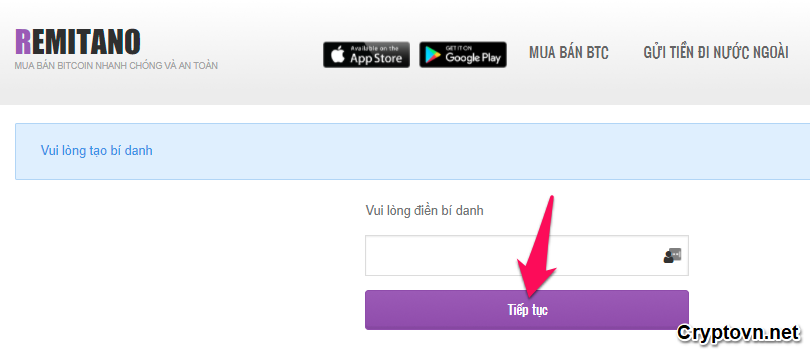 REMITANO
MUA BÁN BITCOIN NHANH CHÓNG VÀ AN TOÀN
Available on the
App Store
GET IT ON
Google Play
MUA BÁN BTC
GỬI TIỀN ĐI NƯỚC NGOÀI
Vui lòng tạo bí danh
Vui lòng điền bí danh
Tiếp tục
Cryptovn.net